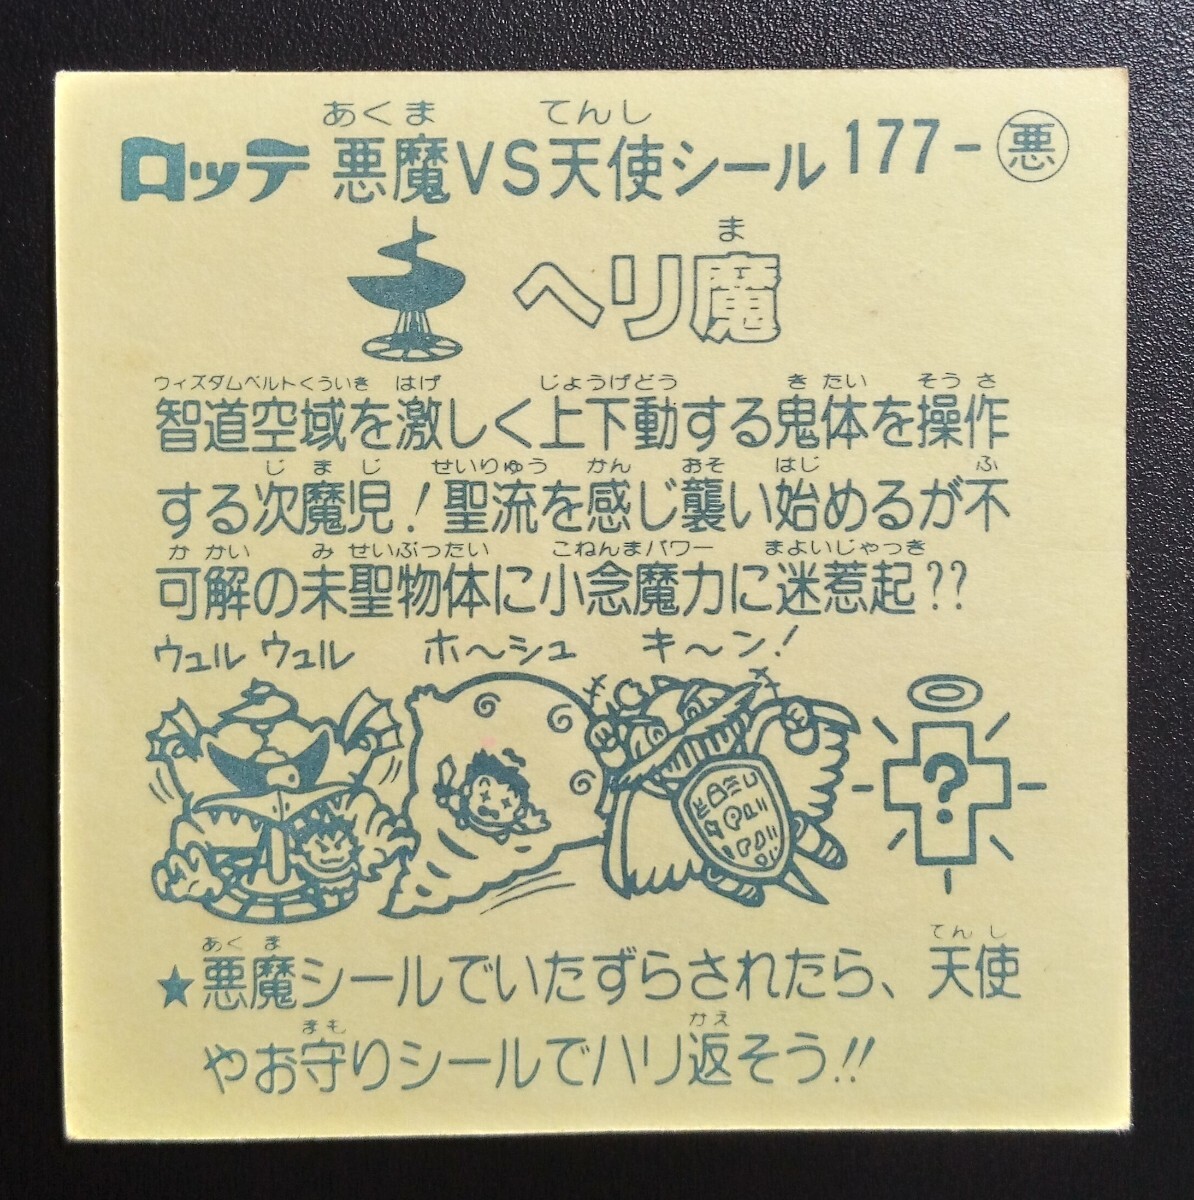 あくま てんし
ロッテ 悪魔VS天使シール 177-悪
ま
ヘリ魔
ウィズダムベルトくういき はげ じょうげどう きたい そうさ
智道空域を激しく上下動する鬼体を操作
じまじ せいりゅう かん おそ はじ ふ
する次魔児!聖流を感じ襲い始めるが不
かかい みせいぶったい こねんまパワー まよいじゃっき
可解の未聖物体に小念魔力に迷惹起??
ウュル ウュル ホ〜シュ キ〜ン!
?
あくま てんし
★悪魔シールでいたずらされたら、天使
まも かえ
やお守りシールでハリ返そう!!